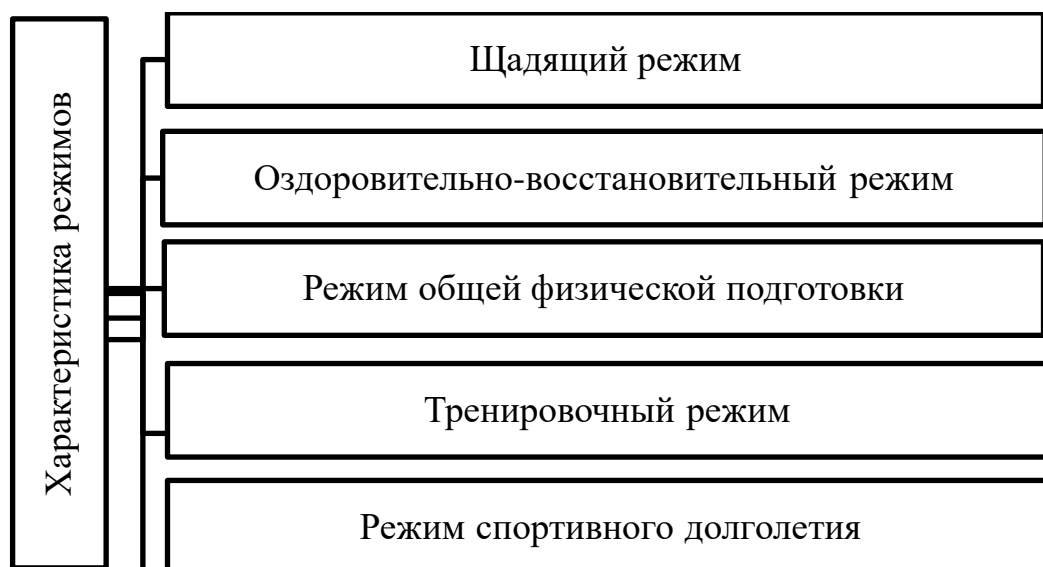 Характеристика режимов
Щадящий режим
Оздоровительно-восстановительный режим
Режим общей физической подготовки
Тренировочный режим
Режим спортивного долголетия